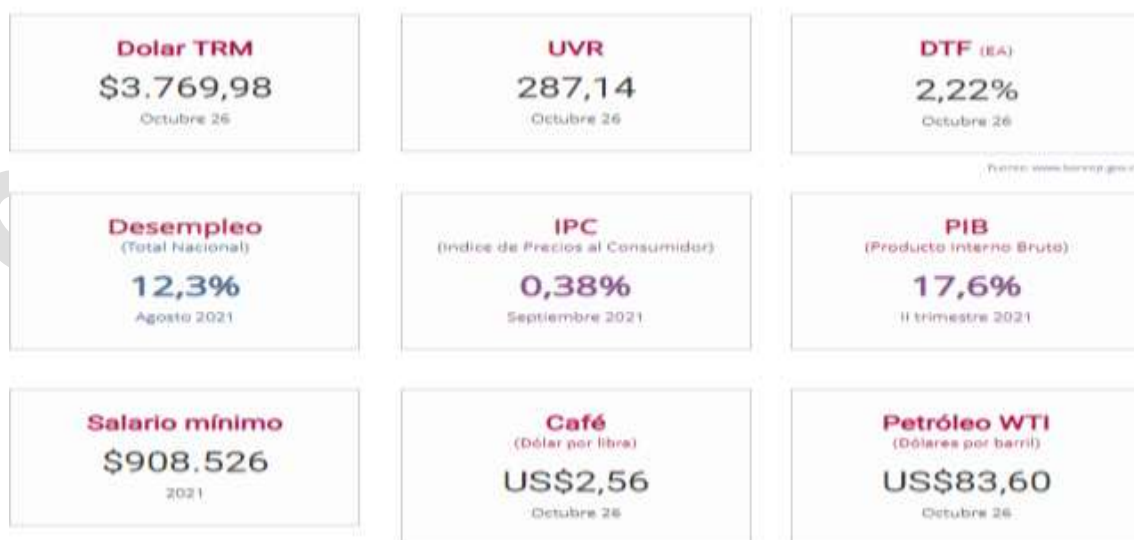 Dolar TRM
$3.769,98
Octubre 26
UVR
287,14
Octubre 26
DTF (EA)
2,22%
Octubre 26
Desempleo
(Total Nacional)
12,3%
Agosto 2021
IPC
(Indice de Precios al Consumidor)
0,38%
Septiembre 2021
PIB
(Producto Interno Bruto)
17,6%
II trimestre 2021
Salario mínimo
$908.526
2021
Café
(Dólar por libra)
US$2,56
Octubre 26
Petróleo WTI
(Dólares por barril)
US$83,60
Octubre 26